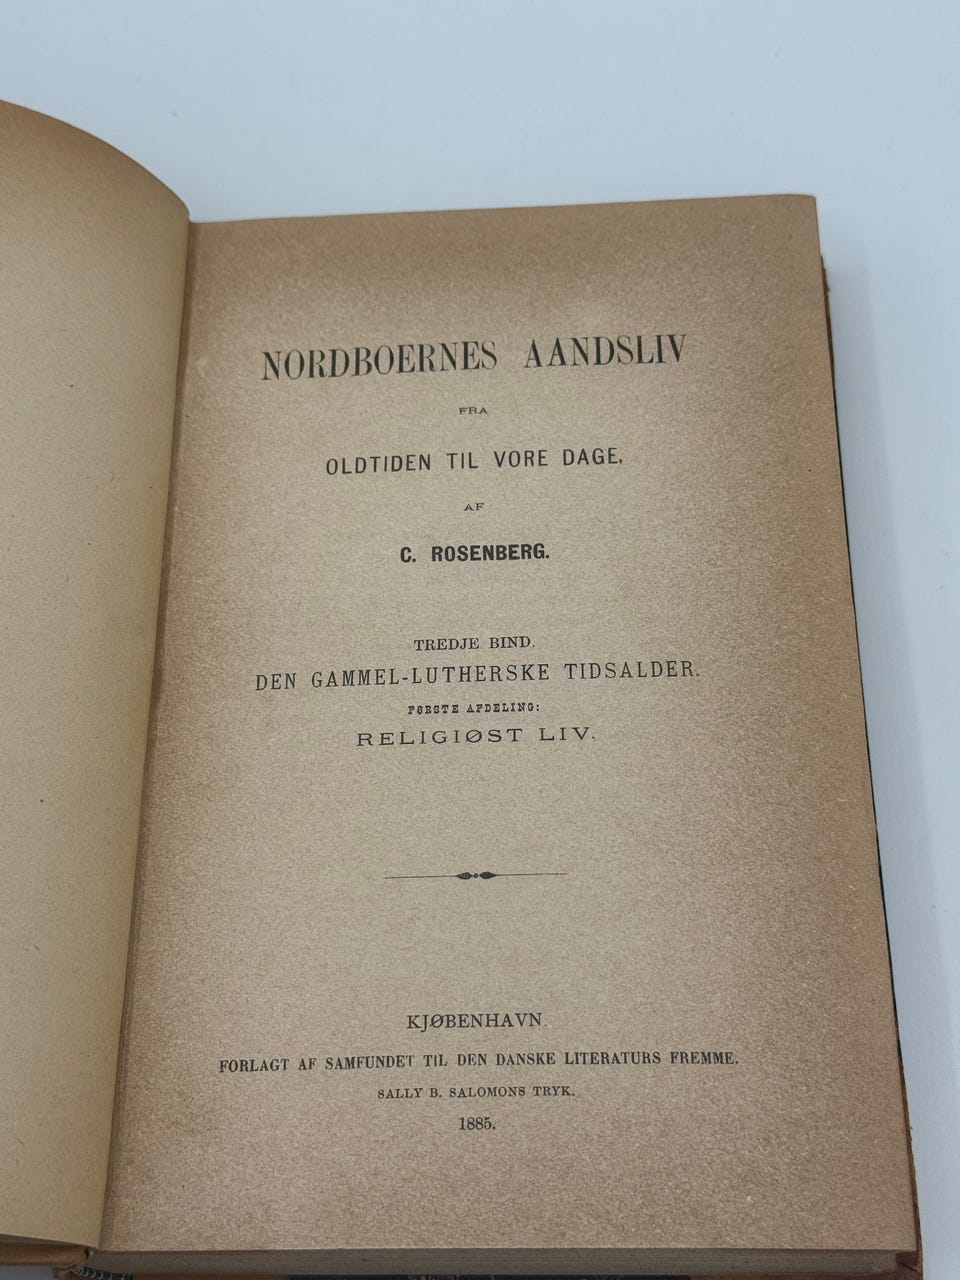 NORDBOERNES AANDSLIV
FRA
OLDTIDEN TIL VORE DAGE.
AF
C. ROSENBERG.
TREDJE BIND.
DEN GAMMEL-LUTHERSKE TIDSALDER.
FØRSTE AFDELING:
RELIGIØST LIV.
KJØBENHAVN.
FORLAGT AF SAMFUNDET TIL DEN DANSKE LITERATURS FREMME.
SALLY B. SALOMONS TRYK.
1885.